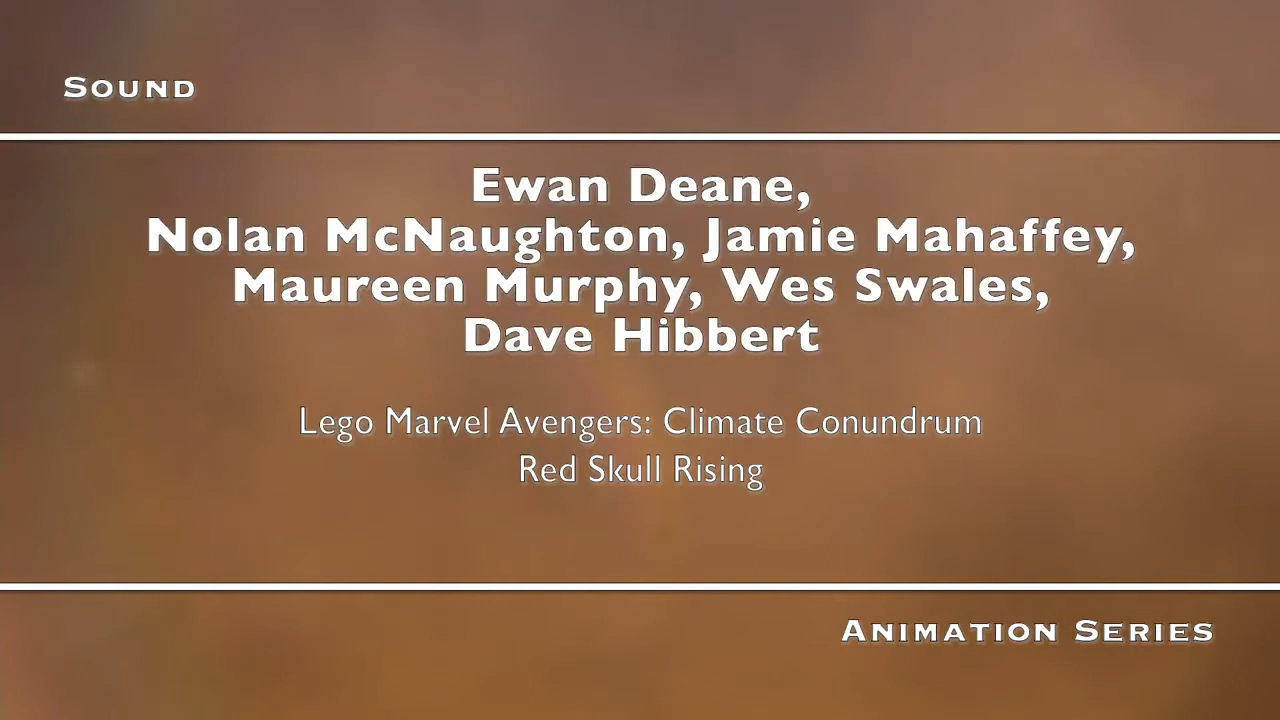 Sound
Ewan Deane,
Nolan McNaughton, Jamie Mahaffey,
Maureen Murphy, Wes Swales,
Dave Hibbert
Lego Marvel Avengers: Climate Conundrum
Red Skull Rising
Animation Series